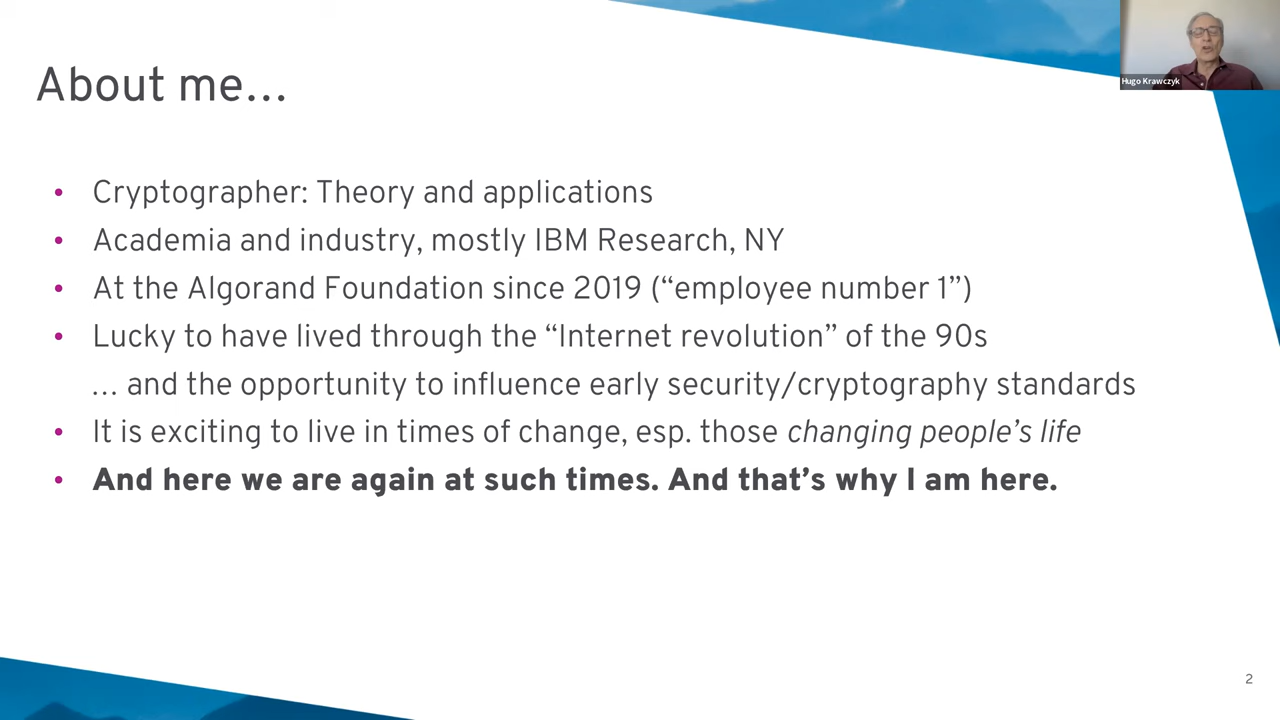 Hugo Krawczyk
About me...
• Cryptographer: Theory and applications
• Academia and industry, mostly IBM Research, NY
• At the Algorand Foundation since 2019 (“employee number 1”)
• Lucky to have lived through the “Internet revolution” of the 90s
... and the opportunity to influence early security/cryptography standards
• It is exciting to live in times of change, esp. those changing people’s life
• And here we are again at such times. And that’s why I am here.
2